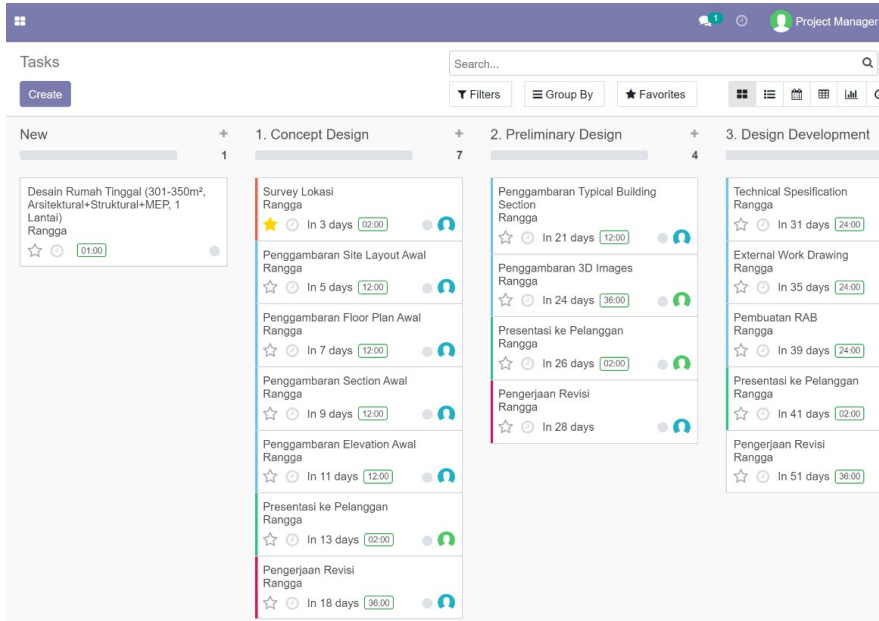 1
Project Manager
Tasks
Search...
Create
Filters
Group By
Favorites
New
1
Desain Rumah Tinggal (301-350m²,
Arsitektural+Struktural+MEP, 1
Lantai)
Rangga
01:00
1. Concept Design
7
Survey Lokasi
Rangga
In 3 days 02:00
Penggambaran Site Layout Awal
Rangga
In 5 days 12:00
Penggambaran Floor Plan Awal
Rangga
In 7 days 12:00
Penggambaran Section Awal
Rangga
In 9 days 12:00
Penggambaran Elevation Awal
Rangga
In 11 days 12:00
Presentasi ke Pelanggan
Rangga
In 13 days 02:00
Pengerjaan Revisi
Rangga
In 18 days 36:00
2. Preliminary Design
4
Penggambaran Typical Building
Section
Rangga
In 21 days 12:00
Penggambaran 3D Images
Rangga
In 24 days 36:00
Presentasi ke Pelanggan
Rangga
In 26 days 02:00
Pengerjaan Revisi
Rangga
In 28 days
3. Design Development
Technical Spesification
Rangga
In 31 days 24:00
External Work Drawing
Rangga
In 35 days 24:00
Pembuatan RAB
Rangga
In 39 days 24:00
Presentasi ke Pelanggan
Rangga
In 41 days 02:00
Pengerjaan Revisi
Rangga
In 51 days 36:00